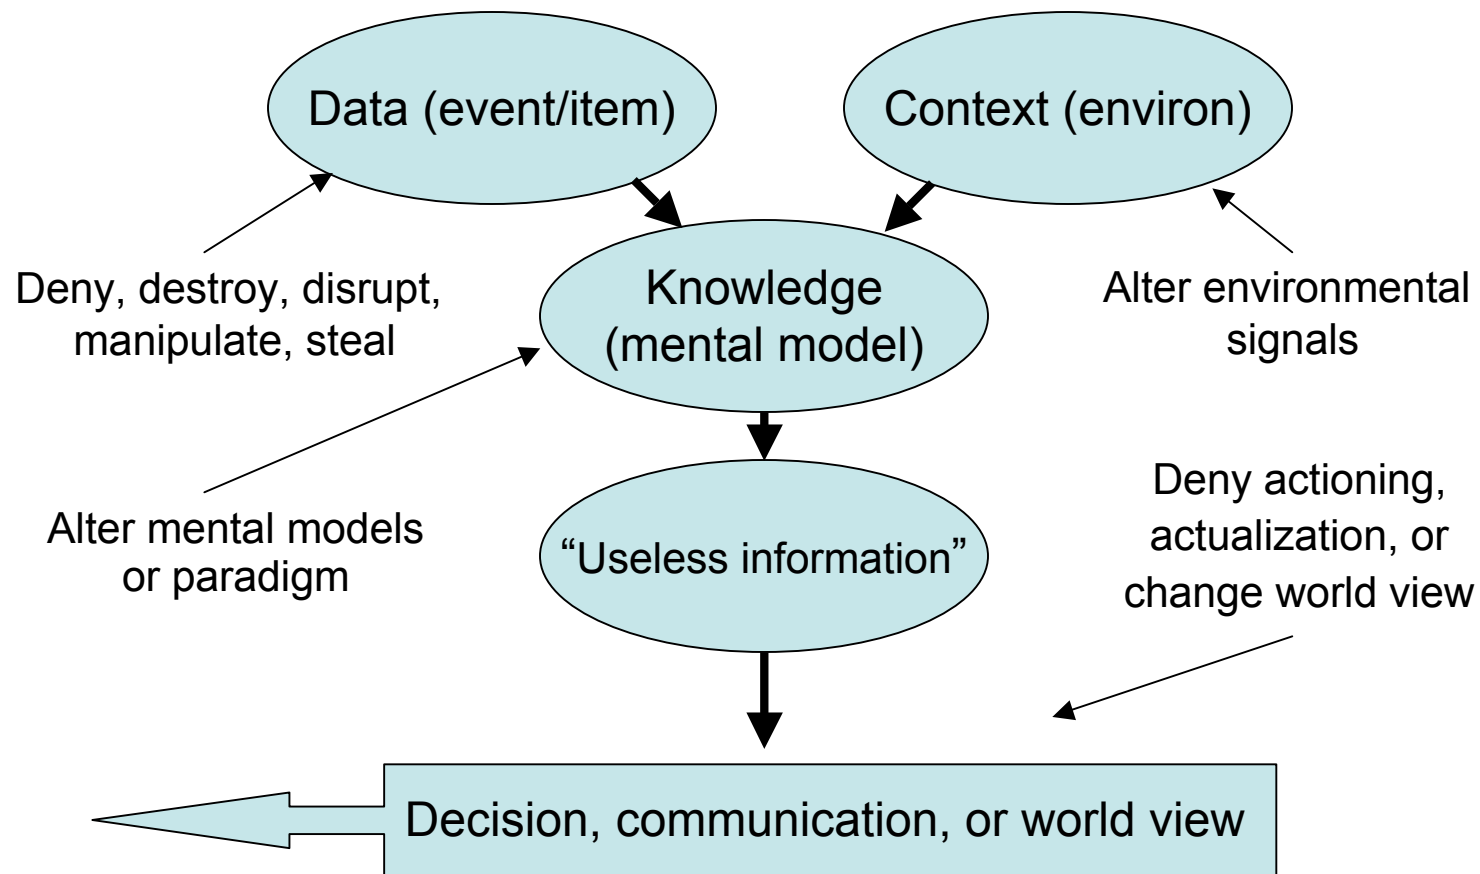 Data (event/item)
Context (environ)
Deny, destroy, disrupt,
manipulate, steal
Knowledge
(mental model)
Alter environmental
signals
Alter mental models
or paradigm
“Useless information”
Deny actioning,
actualization, or
change world view
Decision, communication, or world view